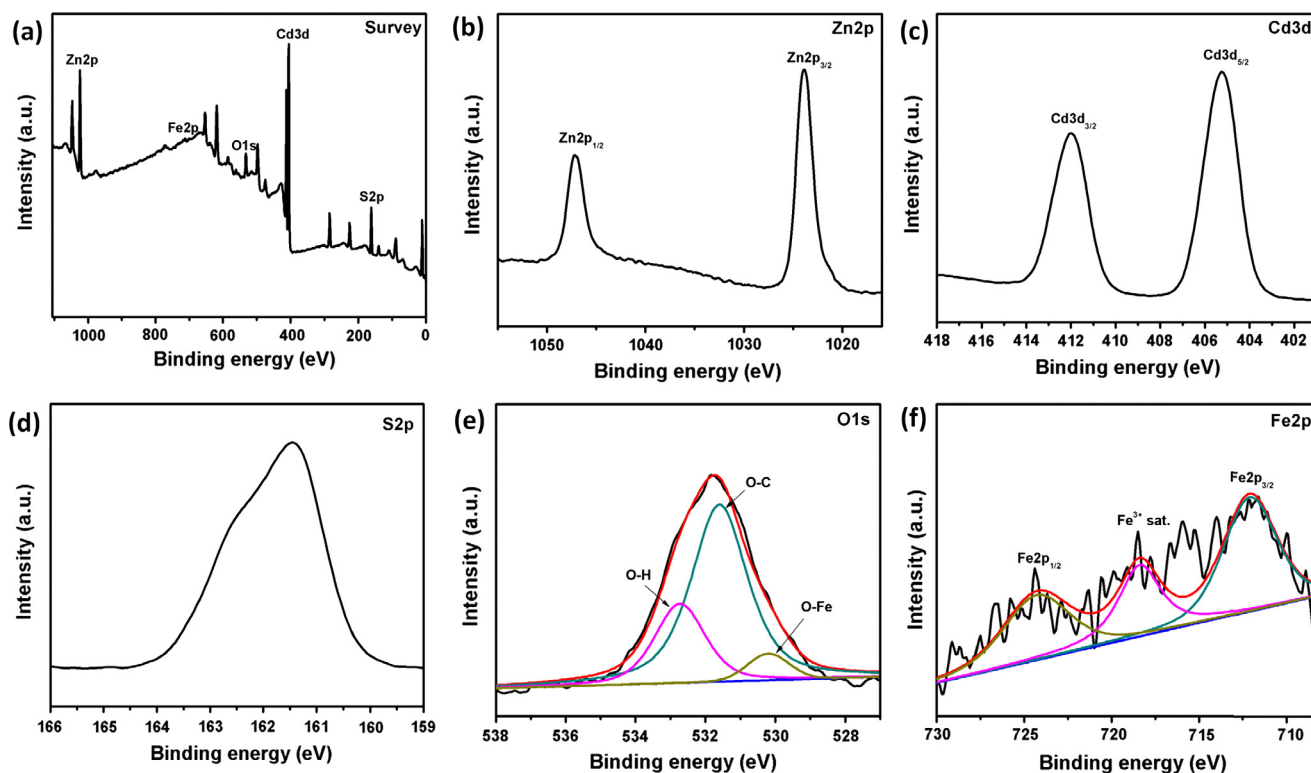 (a)
Survey
Zn2p
Fe2p
O1s
Cd3d
S2p
Intensity (a.u.)
1000 800 600 400 200 0
Binding energy (eV)
(b)
Zn2p
Zn2p1/2
Zn2p3/2
Intensity (a.u.)
1050 1040 1030 1020
Binding energy (eV)
(c)
Cd3d
Cd3d3/2
Cd3d5/2
Intensity (a.u.)
418 416 414 412 410 408 406 404 402
Binding energy (eV)
(d)
S2p
Intensity (a.u.)
166 165 164 163 162 161 160 159
Binding energy (eV)
(e)
O1s
O-C
O-H
O-Fe
Intensity (a.u.)
538 536 534 532 530 528
Binding energy (eV)
(f)
Fe2p
Fe2p1/2
Fe3+ sat.
Fe2p3/2
Intensity (a.u.)
730 725 720 715 710
Binding energy (eV)